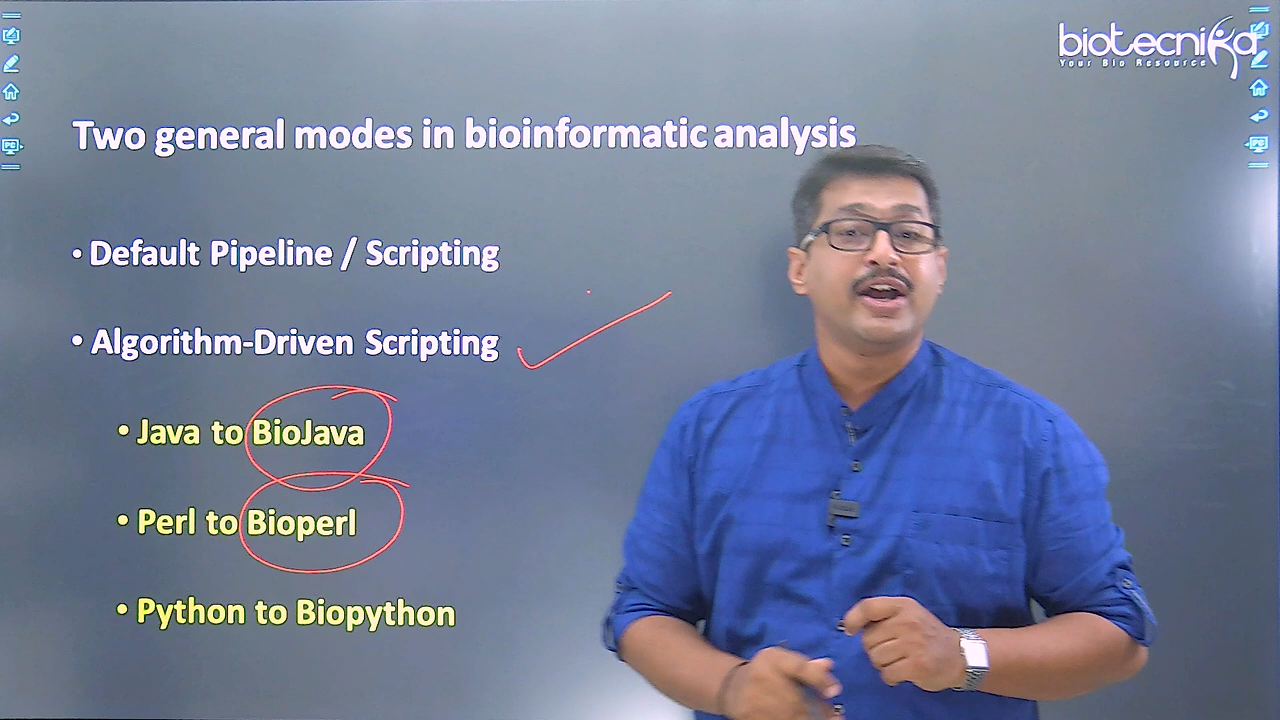 biotecnika
Your Bio Resource
Two general modes in bioinformatic analysis
• Default Pipeline / Scripting
• Algorithm-Driven Scripting
• Java to BioJava
• Perl to Bioperl
• Python to Biopython